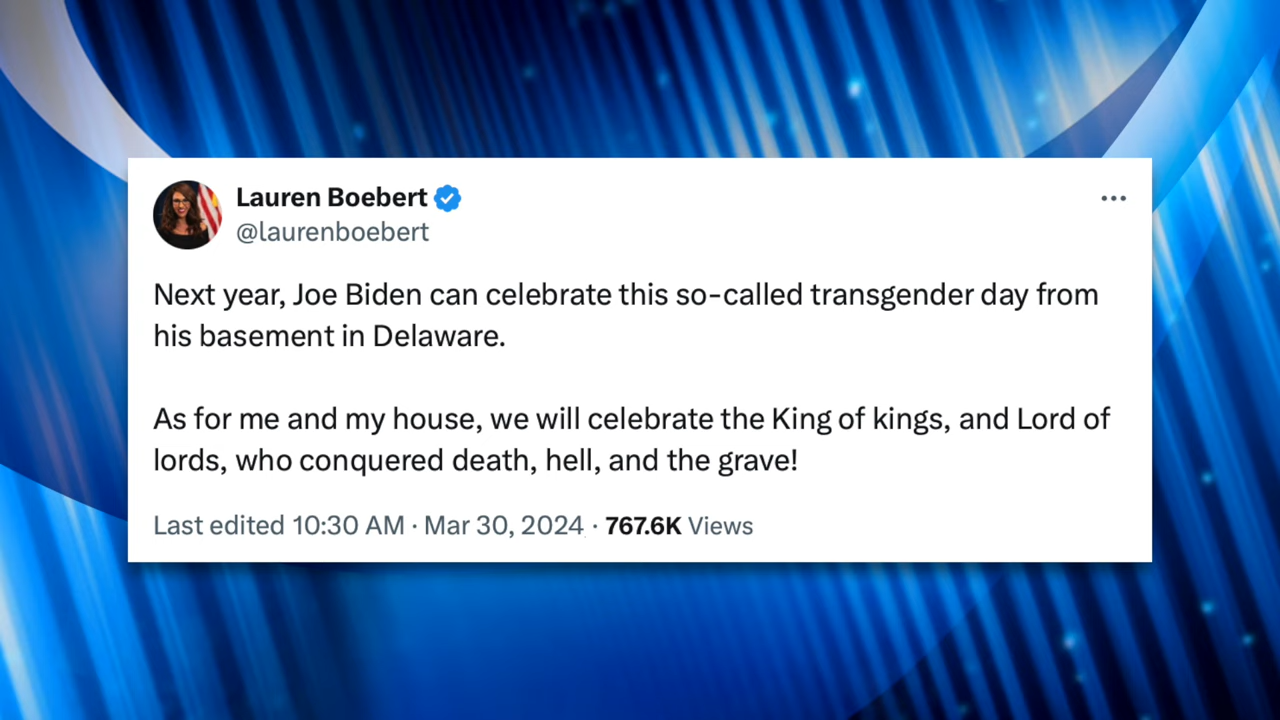 Lauren Boebert
@laurenboebert
Next year, Joe Biden can celebrate this so-called transgender day from
his basement in Delaware.
As for me and my house, we will celebrate the King of kings, and Lord of
lords, who conquered death, hell, and the grave!
Last edited 10:30 AM · Mar 30, 2024 · 767.6K Views